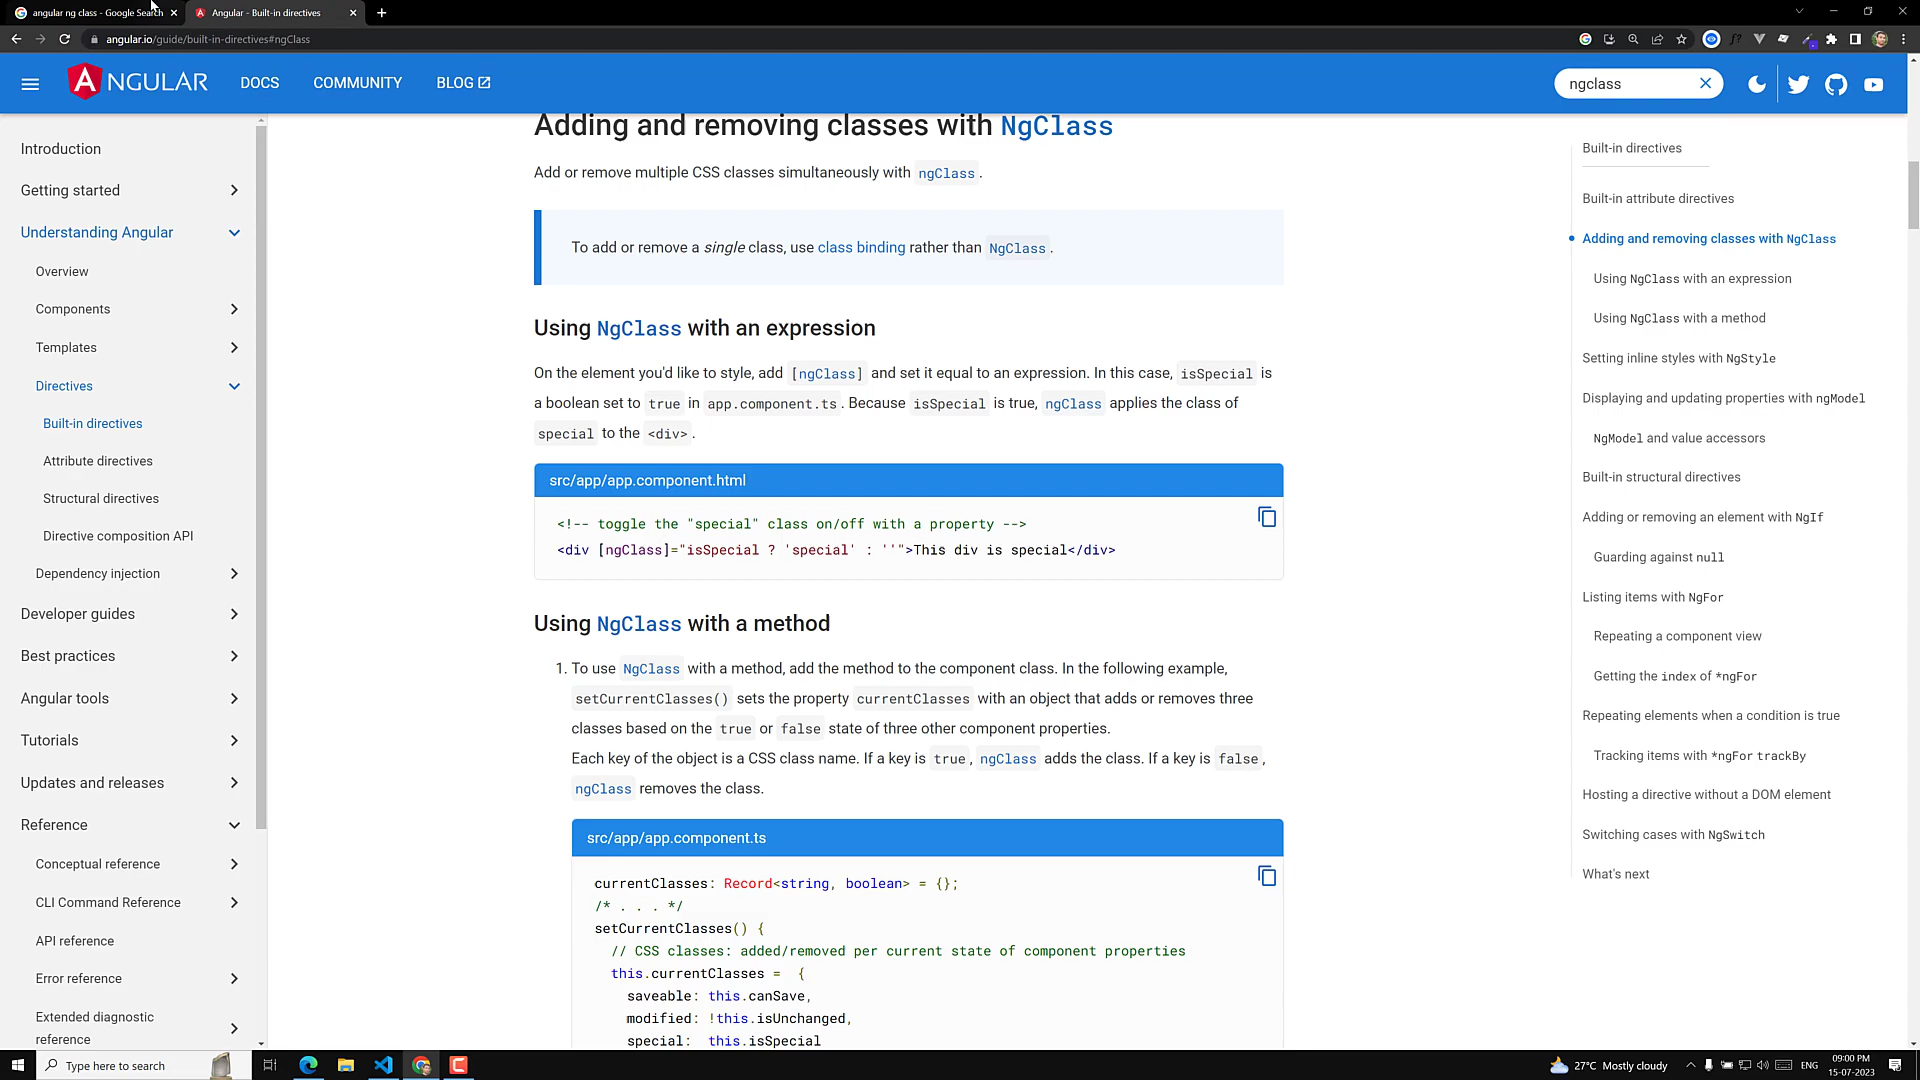 angular ng class - Google Search
Angular - Built-in directives
angular.io/guide/built-in-directives#ngClass
ANGULAR
DOCS
COMMUNITY
BLOG
ngclass
Introduction
Getting started
Understanding Angular
Overview
Components
Templates
Directives
Built-in directives
Attribute directives
Structural directives
Directive composition API
Dependency injection
Developer guides
Best practices
Angular tools
Tutorials
Updates and releases
Reference
Conceptual reference
CLI Command Reference
API reference
Error reference
Extended diagnostic
reference
Adding and removing classes with NgClass
Add or remove multiple CSS classes simultaneously with ngClass.
To add or remove a single class, use class binding rather than NgClass.
Using NgClass with an expression
On the element you'd like to style, add [ngClass] and set it equal to an expression. In this case, isSpecial is
a boolean set to true in app.component.ts. Because isSpecial is true, ngClass applies the class of
special to the <div>.
src/app/app.component.html
<!-- toggle the "special" class on/off with a property -->
<div [ngClass]="isSpecial ? 'special' : ''">This div is special</div>
Using NgClass with a method
1. To use NgClass with a method, add the method to the component class. In the following example,
setCurrentClasses() sets the property currentClasses with an object that adds or removes three
classes based on the true or false state of three other component properties.
Each key of the object is a CSS class name. If a key is true, ngClass adds the class. If a key is false,
ngClass removes the class.
src/app/app.component.ts
currentClasses: Record<string, boolean> = {};
/* . . . */
setCurrentClasses() {
// CSS classes: added/removed per current state of component properties
this.currentClasses =  {
saveable: this.canSave,
modified: !this.isUnchanged,
special:  this.isSpecial
Built-in directives
Built-in attribute directives
Adding and removing classes with NgClass
Using NgClass with an expression
Using NgClass with a method
Setting inline styles with NgStyle
Displaying and updating properties with ngModel
NgModel and value accessors
Built-in structural directives
Adding or removing an element with NgIf
Guarding against null
Listing items with NgFor
Repeating a component view
Getting the index of *ngFor
Repeating elements when a condition is true
Tracking items with *ngFor trackBy
Hosting a directive without a DOM element
Switching cases with NgSwitch
What's next
Type here to search
27°C Mostly cloudy
ENG
09:00 PM
15-07-2023